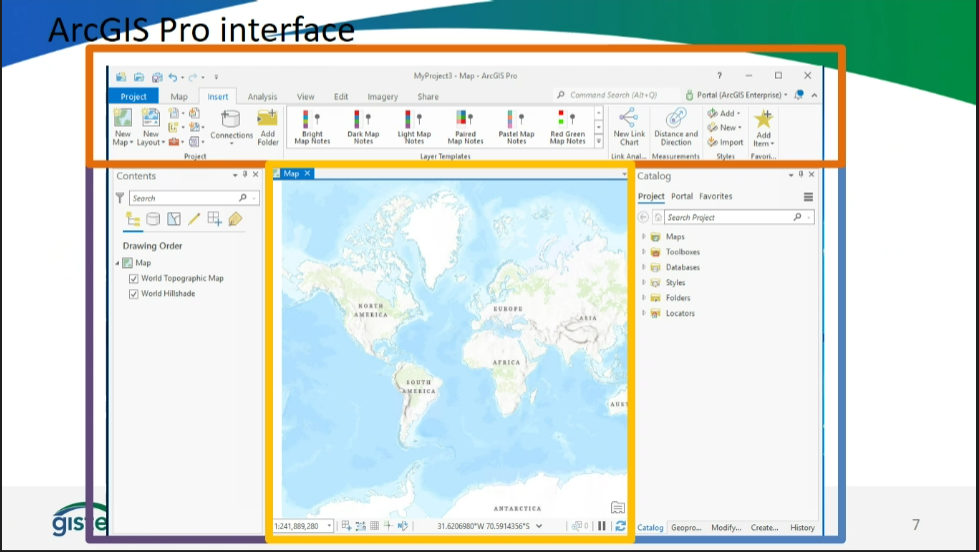 ArcGIS Pro interface
MyProject3 - Map - ArcGIS Pro
?
Project Map Insert Analysis View Edit Imagery Share
Command Search (Alt+Q)
Portal (ArcGIS Enterprise)
New Map
New Layout
Connections
Add Folder
Project
Bright Map Notes
Dark Map Notes
Light Map Notes
Paired Map Notes
Pastel Map Notes
Red Green Map Notes
Layer Templates
New Link Chart
Link Anal...
Distance and Direction
Measurements
Add
New
Import
Styles
Add Item
Favori...
Contents
Search
Drawing Order
Map
World Topographic Map
World Hillshade
Map
NORTH AMERICA
EUROPE
ASIA
AFRICA
SOUTH AMERICA
AUST
ANTARCTICA
1:241,889,280
31.6206980°W 70.5914356°S
0
Catalog
Project Portal Favorites
Search Project
Maps
Toolboxes
Databases
Styles
Folders
Locators
Catalog Geopro... Modify... Create... History
giste
7